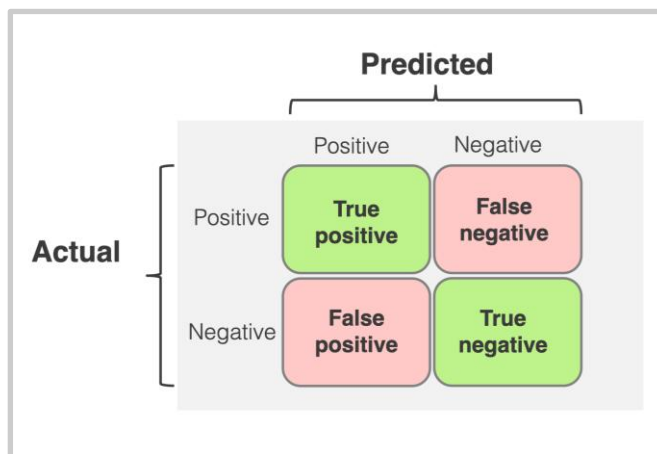 Predicted
Positive Negative
Actual
Positive
True
positive
False
negative
Negative
False
positive
True
negative